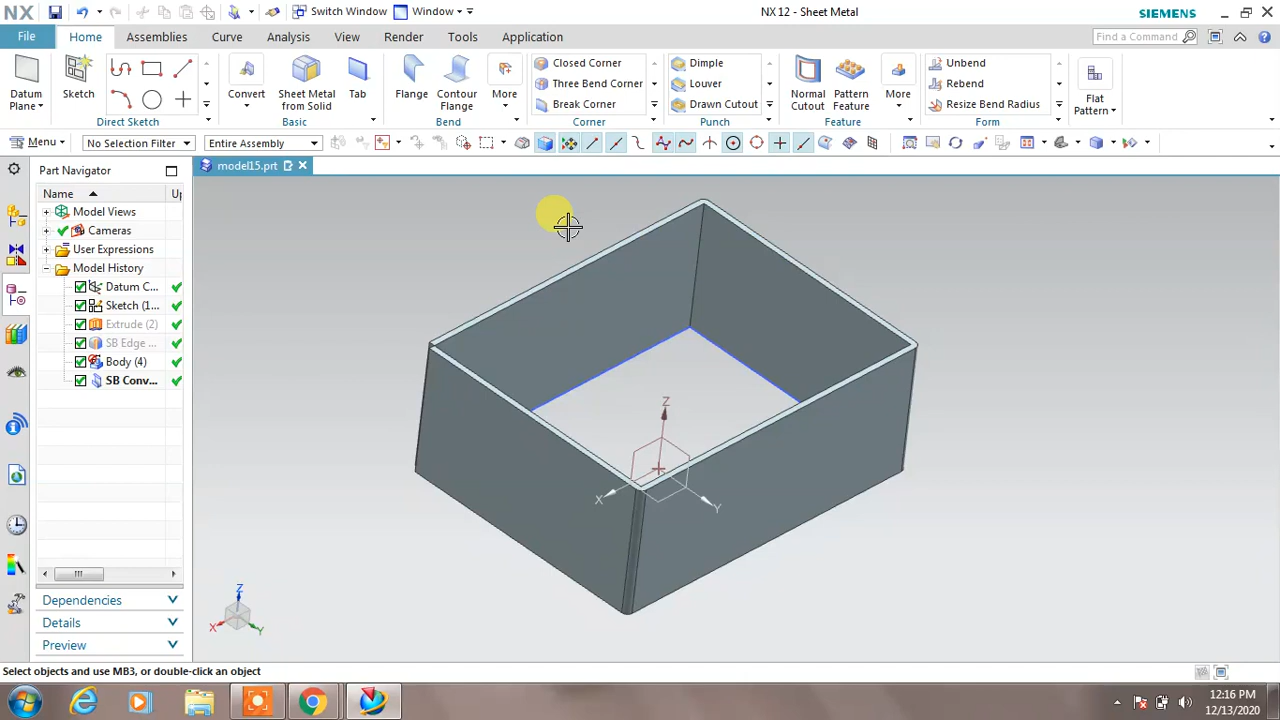 NX Switch Window Window NX 12 - Sheet Metal SIEMENS
File Home Assemblies Curve Analysis View Render Tools Application Find a Command
Datum Plane Sketch Convert Sheet Metal from Solid Tab Flange Contour Flange More Closed Corner Three Bend Corner Break Corner Dimple Louver Drawn Cutout Normal Cutout Pattern Feature More Unbend Rebend Resize Bend Radius Flat Pattern
Direct Sketch Basic Bend Corner Punch Feature Form
Menu No Selection Filter Entire Assembly
Part Navigator model15.prt
Name Up
Model Views
Cameras
User Expressions
Model History
Datum C...
Sketch (1...
Extrude (2)
SB Edge ...
Body (4)
SB Conv...
Z
X Y
Dependencies
Details
Preview
Z
X Y
Select objects and use MB3, or double-click an object
12:16 PM
12/13/2020